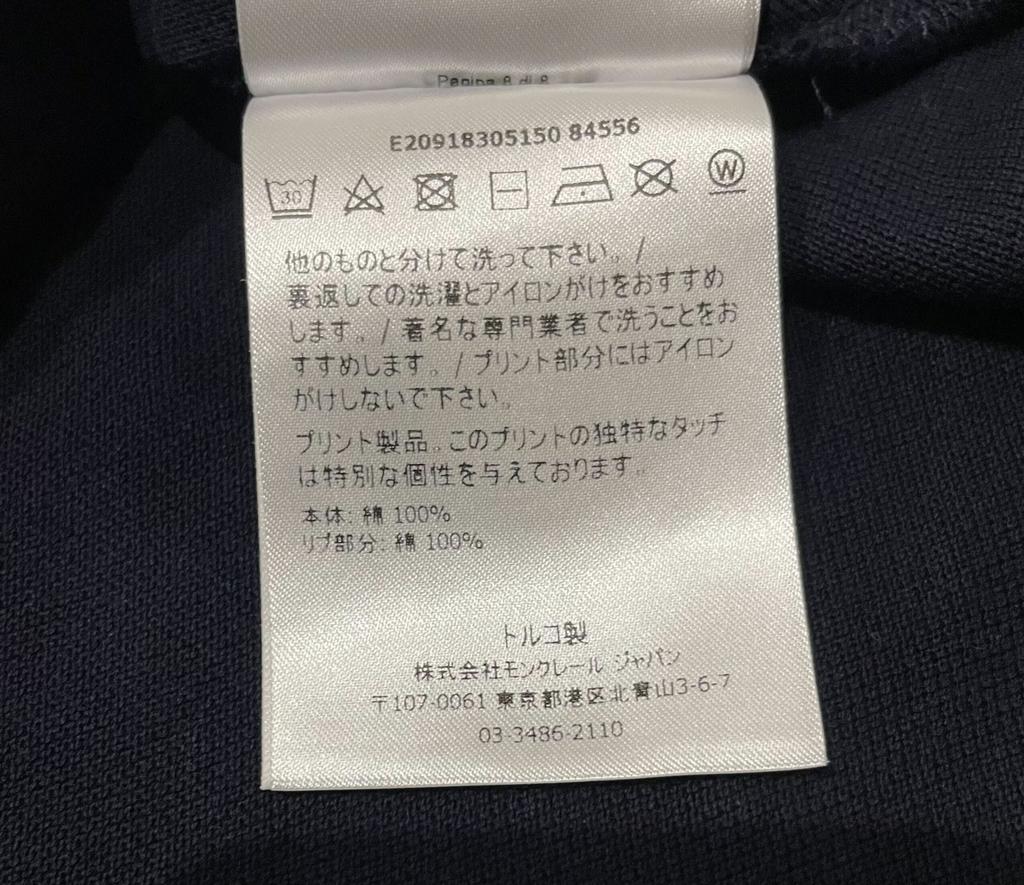 Pagina 8 di 8
E20918305150 84556
30
W
他のものと分けて洗って下さい。/
裏返しての洗濯とアイロンがけをおすすめ
します。/ 著名な専門業者で洗うことをお
すすめします。/ プリント部分にはアイロン
がけしないで下さい。
プリント製品。このプリントの独特なタッチ
は特別な個性を与えております。
本体: 綿 100%
リブ部分: 綿 100%
トルコ製
株式会社モンクレール ジャパン
〒107-0061 東京都港区北青山3-6-7
03-3486-2110